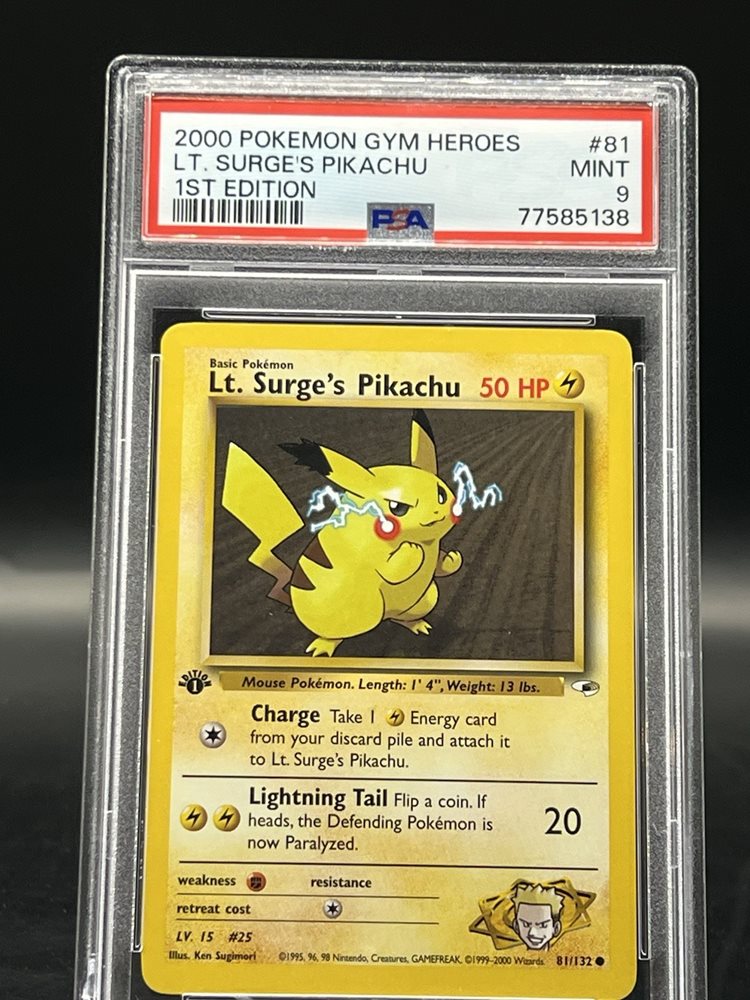 2000 POKEMON GYM HEROES #81
LT. SURGE'S PIKACHU MINT
1ST EDITION 9
PSA 77585138
Basic Pokémon
Lt. Surge's Pikachu 50 HP
EDITION
1
Mouse Pokémon. Length: 1' 4", Weight: 13 lbs.
Charge Take 1 Energy card
from your discard pile and attach it
to Lt. Surge's Pikachu.
Lightning Tail Flip a coin. If
heads, the Defending Pokémon is
now Paralyzed.
20
weakness resistance
retreat cost
LV. 15 #25
Illus. Ken Sugimori ©1995, 96, 98 Nintendo, Creatures, GAMEFREAK. ©1999-2000 Wizards. 81/132